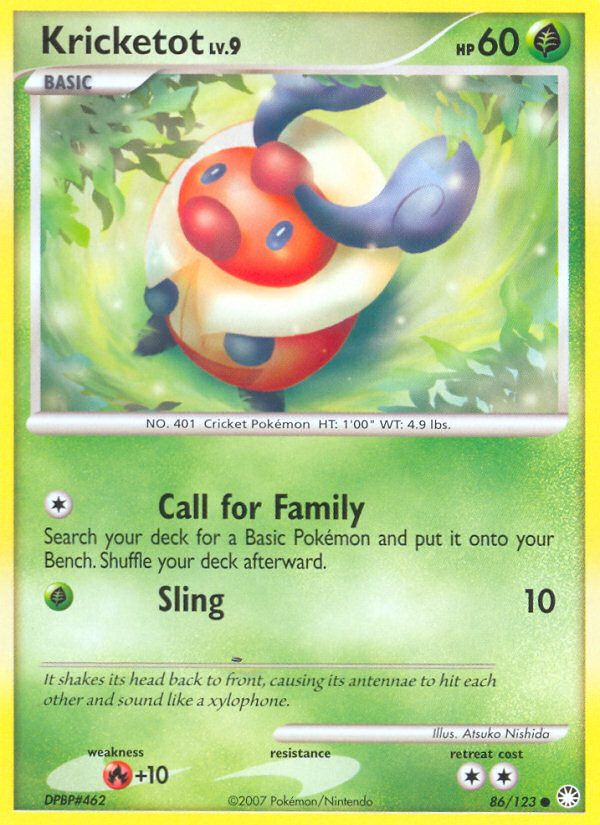 Kricketot LV.9 HP 60
BASIC
NO. 401 Cricket Pokémon HT: 1'00" WT: 4.9 lbs.
Call for Family
Search your deck for a Basic Pokémon and put it onto your
Bench. Shuffle your deck afterward.
Sling 10
It shakes its head back to front, causing its antennae to hit each
other and sound like a xylophone.
Illus. Atsuko Nishida
weakness resistance retreat cost
+10
DPBP#462 ©2007 Pokémon/Nintendo 86/123